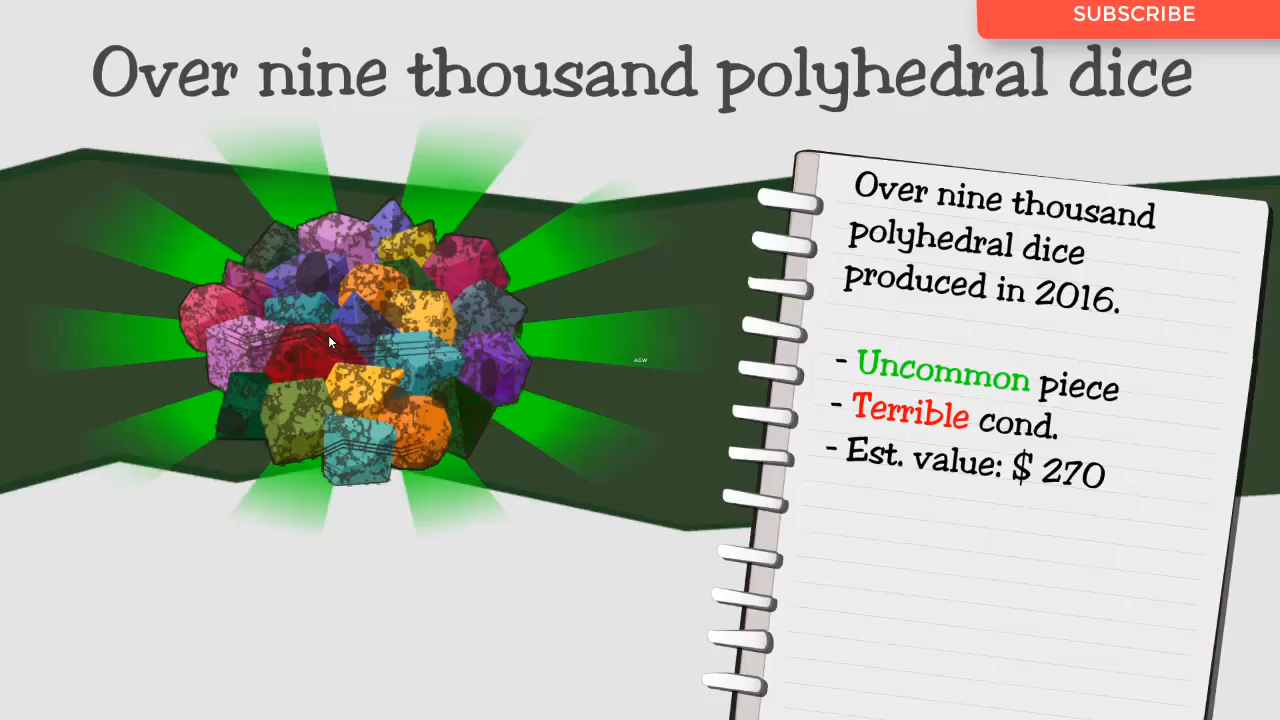 SUBSCRIBE
Over nine thousand polyhedral dice
Over nine thousand
polyhedral dice
produced in 2016.
- Uncommon piece
- Terrible cond.
- Est. value: $ 270
AGW